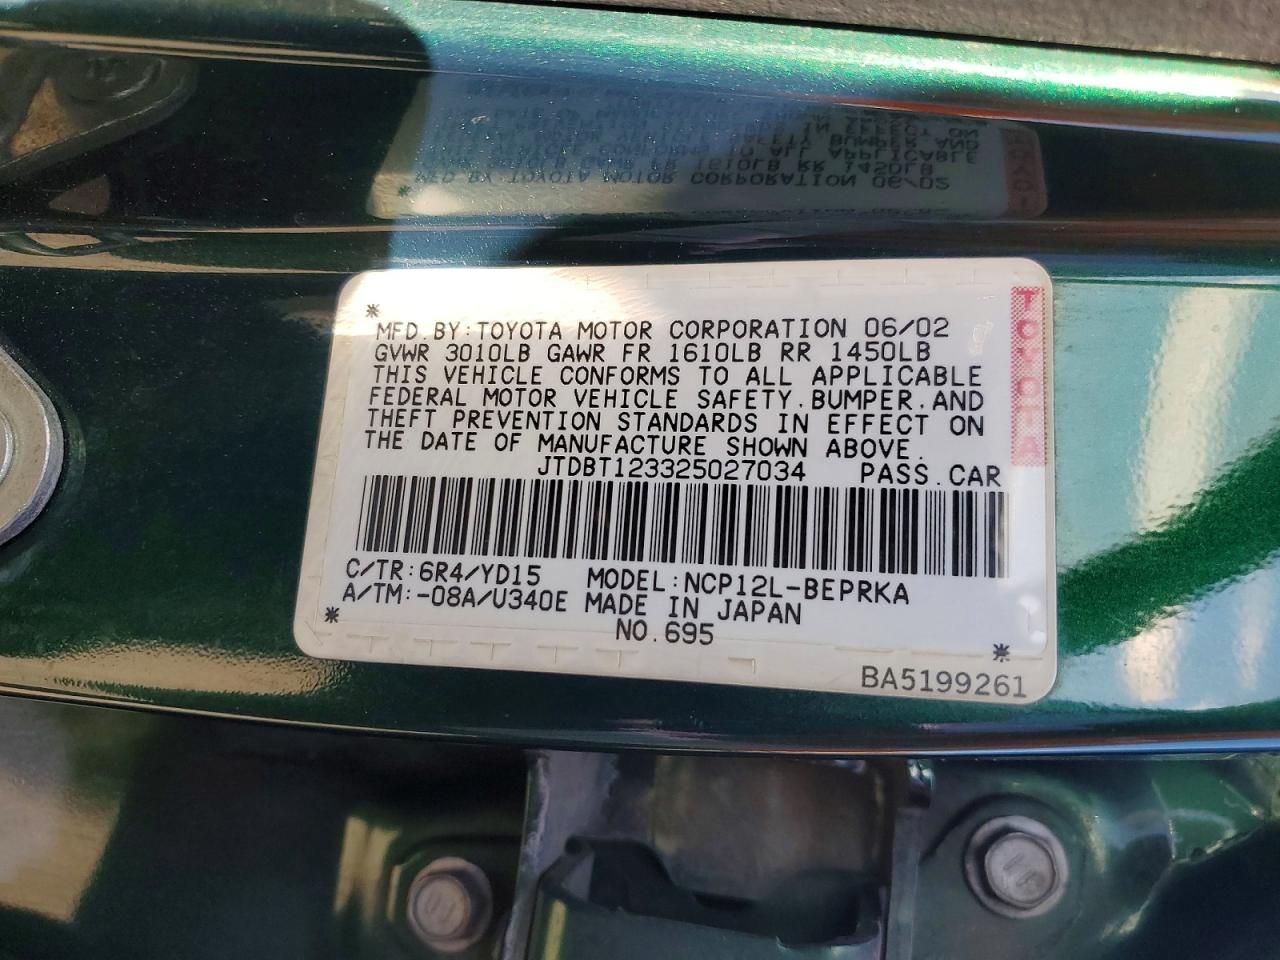 * MFD.BY:TOYOTA MOTOR CORPORATION 06/02
GVWR 3010LB GAWR FR 1610LB RR 1450LB
THIS VEHICLE CONFORMS TO ALL APPLICABLE
FEDERAL MOTOR VEHICLE SAFETY.BUMPER.AND
THEFT PREVENTION STANDARDS IN EFFECT ON
THE DATE OF MANUFACTURE SHOWN ABOVE.
JTDBT123325027034 PASS.CAR
C/TR:6R4/YD15 MODEL:NCP12L-BEPRKA
A/TM:-08A/U340E MADE IN JAPAN
* NO.695 *
BA5199261
TOYOTA